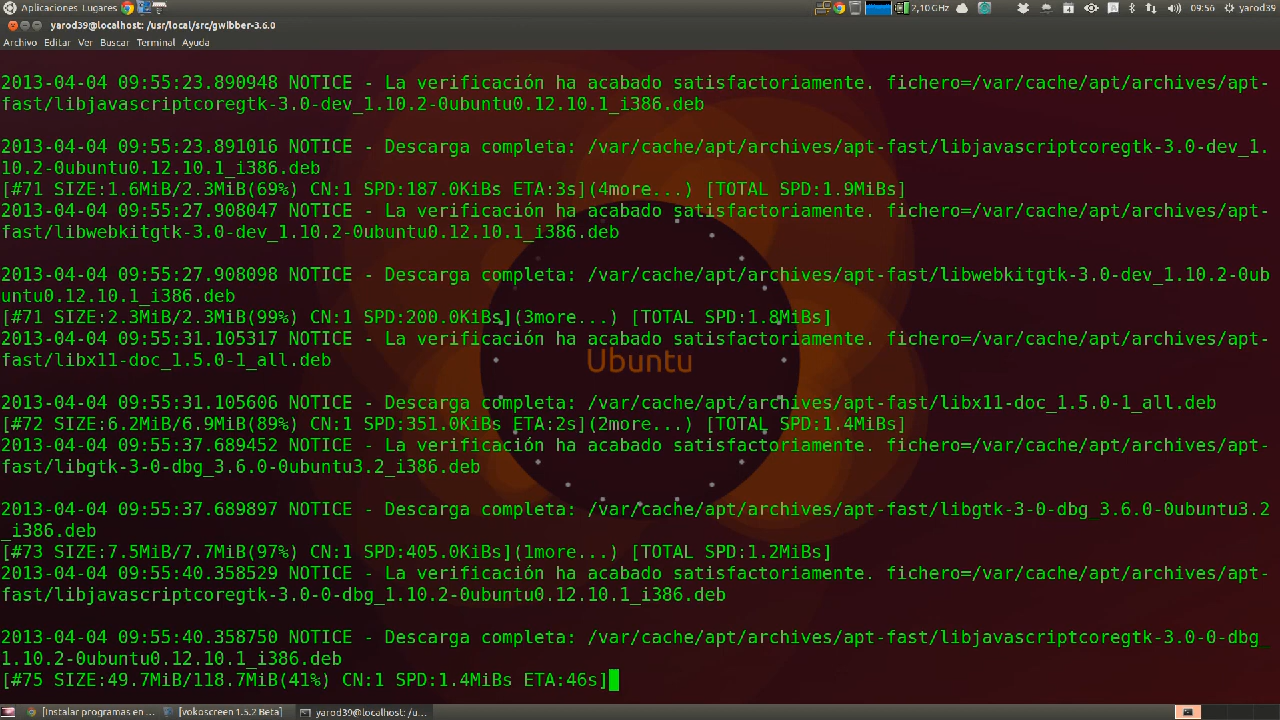 Aplicaciones Lugares 2,10 GHz 09:56 yarod39
yarod39@localhost: /usr/local/src/gwibber-3.6.0
Archivo Editar Ver Buscar Terminal Ayuda
2013-04-04 09:55:23.890948 NOTICE - La verificación ha acabado satisfactoriamente. fichero=/var/cache/apt/archives/apt-
fast/libjavascriptcoregtk-3.0-dev_1.10.2-0ubuntu0.12.10.1_i386.deb
2013-04-04 09:55:23.891016 NOTICE - Descarga completa: /var/cache/apt/archives/apt-fast/libjavascriptcoregtk-3.0-dev_1.
10.2-0ubuntu0.12.10.1_i386.deb
[#71 SIZE:1.6MiB/2.3MiB(69%) CN:1 SPD:187.0KiBs ETA:3s](4more...) [TOTAL SPD:1.9MiBs]
2013-04-04 09:55:27.908047 NOTICE - La verificación ha acabado satisfactoriamente. fichero=/var/cache/apt/archives/apt-
fast/libwebkitgtk-3.0-dev_1.10.2-0ubuntu0.12.10.1_i386.deb
2013-04-04 09:55:27.908098 NOTICE - Descarga completa: /var/cache/apt/archives/apt-fast/libwebkitgtk-3.0-dev_1.10.2-0ub
untu0.12.10.1_i386.deb
[#71 SIZE:2.3MiB/2.3MiB(99%) CN:1 SPD:200.0KiBs](3more...) [TOTAL SPD:1.8MiBs]
2013-04-04 09:55:31.105317 NOTICE - La verificación ha acabado satisfactoriamente. fichero=/var/cache/apt/archives/apt-
fast/libx11-doc_1.5.0-1_all.deb
Ubuntu
2013-04-04 09:55:31.105606 NOTICE - Descarga completa: /var/cache/apt/archives/apt-fast/libx11-doc_1.5.0-1_all.deb
[#72 SIZE:6.2MiB/6.9MiB(89%) CN:1 SPD:351.0KiBs ETA:2s](2more...) [TOTAL SPD:1.4MiBs]
2013-04-04 09:55:37.689452 NOTICE - La verificación ha acabado satisfactoriamente. fichero=/var/cache/apt/archives/apt-
fast/libgtk-3-0-dbg_3.6.0-0ubuntu3.2_i386.deb
2013-04-04 09:55:37.689897 NOTICE - Descarga completa: /var/cache/apt/archives/apt-fast/libgtk-3-0-dbg_3.6.0-0ubuntu3.2
_i386.deb
[#73 SIZE:7.5MiB/7.7MiB(97%) CN:1 SPD:405.0KiBs](1more...) [TOTAL SPD:1.2MiBs]
2013-04-04 09:55:40.358529 NOTICE - La verificación ha acabado satisfactoriamente. fichero=/var/cache/apt/archives/apt-
fast/libjavascriptcoregtk-3.0-0-dbg_1.10.2-0ubuntu0.12.10.1_i386.deb
2013-04-04 09:55:40.358750 NOTICE - Descarga completa: /var/cache/apt/archives/apt-fast/libjavascriptcoregtk-3.0-0-dbg_
1.10.2-0ubuntu0.12.10.1_i386.deb
[#75 SIZE:49.7MiB/118.7MiB(41%) CN:1 SPD:1.4MiBs ETA:46s]
[Instalar programas en ... [vokoscreen 1.5.2 Beta] yarod39@localhost: /u...